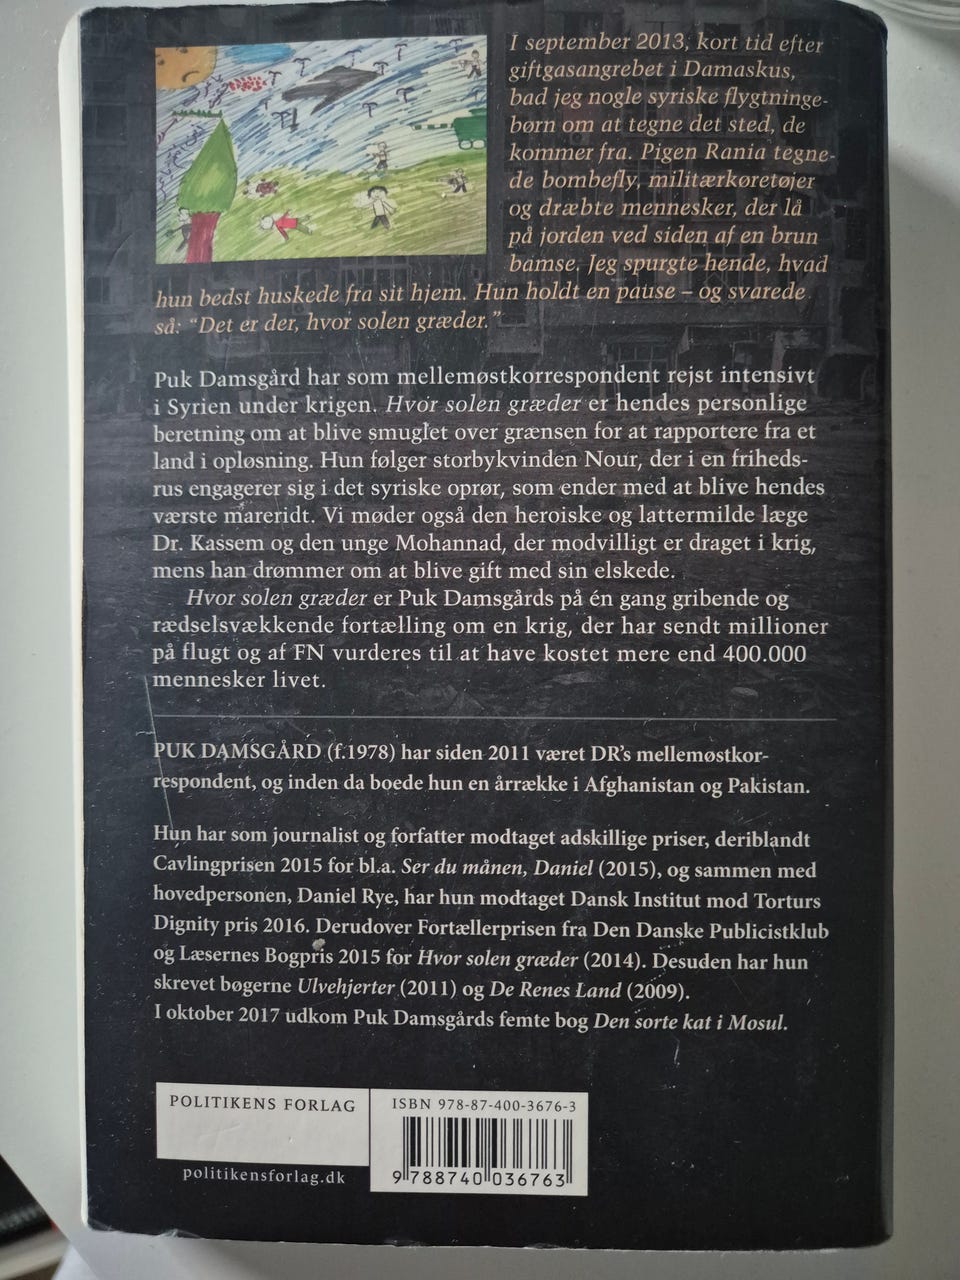 I september 2013, kort tid efter
giftgasangrebet i Damaskus,
bad jeg nogle syriske flygtninge-
børn om at tegne det sted, de
kommer fra. Pigen Rania tegne-
de bombefly, militærkøretøjer
og dræbte mennesker, der lå
på jorden ved siden af en brun
bamse. Jeg spurgte hende, hvad
hun bedst huskede fra sit hjem. Hun holdt en pause – og svarede
så: “Det er der, hvor solen græder.”
Puk Damsgård har som mellemøstkorrespondent rejst intensivt
i Syrien under krigen. Hvor solen græder er hendes personlige
beretning om at blive smuglet over grænsen for at rapportere fra et
land i opløsning. Hun følger storbykvinden Nour, der i en friheds-
rus engagerer sig i det syriske oprør, som ender med at blive hendes
værste mareridt. Vi møder også den heroiske og lattermilde læge
Dr. Kassem og den unge Mohannad, der modvilligt er draget i krig,
mens han drømmer om at blive gift med sin elskede.
Hvor solen græder er Puk Damsgårds på én gang gribende og
rædselsvækkende fortælling om en krig, der har sendt millioner
på flugt og af FN vurderes til at have kostet mere end 400.000
mennesker livet.
PUK DAMSGÅRD (f.1978) har siden 2011 været DR’s mellemøstkor-
respondent, og inden da boede hun en årrække i Afghanistan og Pakistan.
Hun har som journalist og forfatter modtaget adskillige priser, deriblandt
Cavlingprisen 2015 for bl.a. Ser du månen, Daniel (2015), og sammen med
hovedpersonen, Daniel Rye, har hun modtaget Dansk Institut mod Torturs
Dignity pris 2016. Derudover Fortællerprisen fra Den Danske Publicistklub
og Læsernes Bogpris 2015 for Hvor solen græder (2014). Desuden har hun
skrevet bøgerne Ulvehjerter (2011) og De Renes Land (2009).
I oktober 2017 udkom Puk Damsgårds femte bog Den sorte kat i Mosul.
POLITIKENS FORLAG
politikensforlag.dk
ISBN 978-87-400-3676-3
9 788740 036763